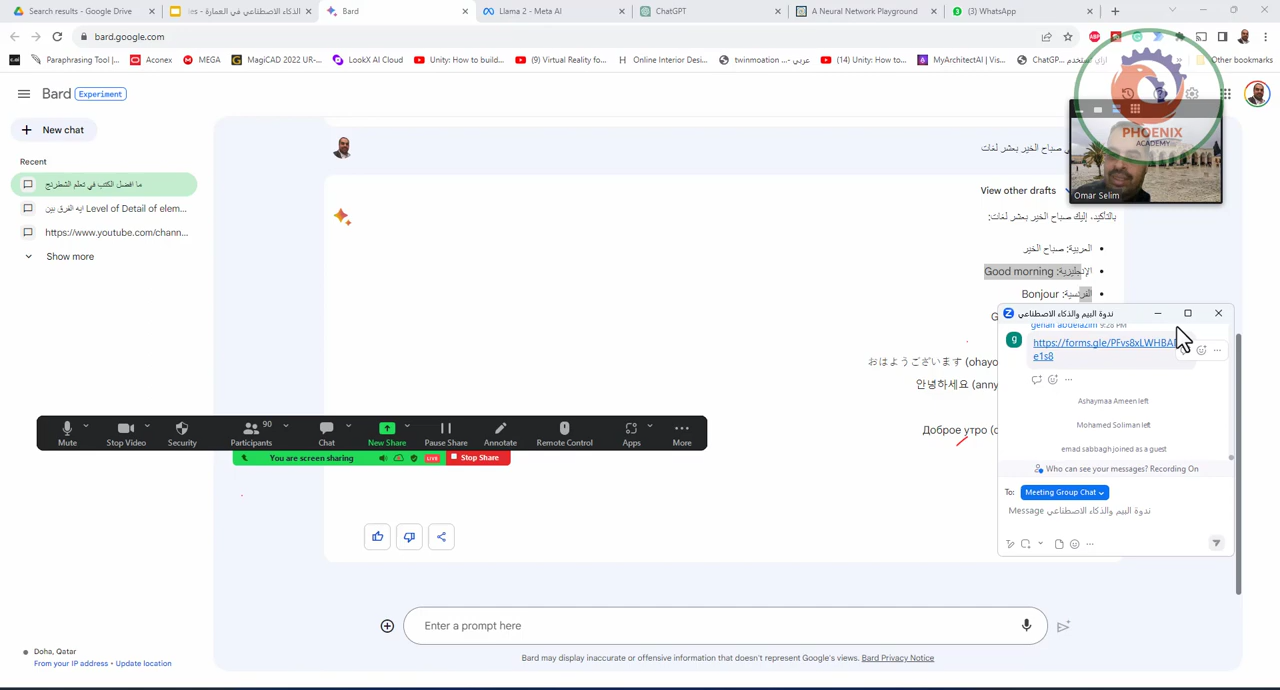 Search results - Google Drive
الذكاء الاصطناعي في العمارة - les
Bard
Llama 2 - Meta AI
ChatGPT
A Neural Network Playground
(3) WhatsApp
bard.google.com
Paraphrasing Tool |...
Aconex
MEGA
MagiCAD 2022 UR-...
LookX AI Cloud
Unity: How to build...
(9) Virtual Reality fo...
Online Interior Desi...
twinmoation - عربي...
(14) Unity: How to...
MyArchitectAI | Vis...
ازاي تستخدم ChatGP...
Other bookmarks
Bard
Experiment
New chat
Recent
ما افضل الكتب في تعلم الشطرنج
ايه الفرق بين Level of Detail of elem...
https://www.youtube.com/chann...
Show more
صباح الخير بعشر لغات
View other drafts
بالتأكيد، إليك صباح الخير بعشر لغات:
العربية: صباح الخير
الإنجليزية: Good morning
الفرنسية: Bonjour
G
おはようございます (ohayo
안녕하세요 (anny
Доброе утро (d
PHOENIX
ACADEMY
Omar Selim
ندوة البيم والذكاء الاصطناعي
gehan abdelazim 9:28 PM
g
https://forms.gle/PFvs8xLWHBA
e1s8
Ashaymaa Ameen left
Mohamed Soliman left
emad sabbagh joined as a guest
Who can see your messages? Recording On
To: Meeting Group Chat
Message ندوة البيم والذكاء الاصطناعي
90
Mute
Stop Video
Security
Participants
Chat
New Share
Pause Share
Annotate
Remote Control
Apps
More
You are screen sharing
LIVE
Stop Share
Enter a prompt here
Bard may display inaccurate or offensive information that doesn't represent Google's views. Bard Privacy Notice
Doha, Qatar
From your IP address • Update location